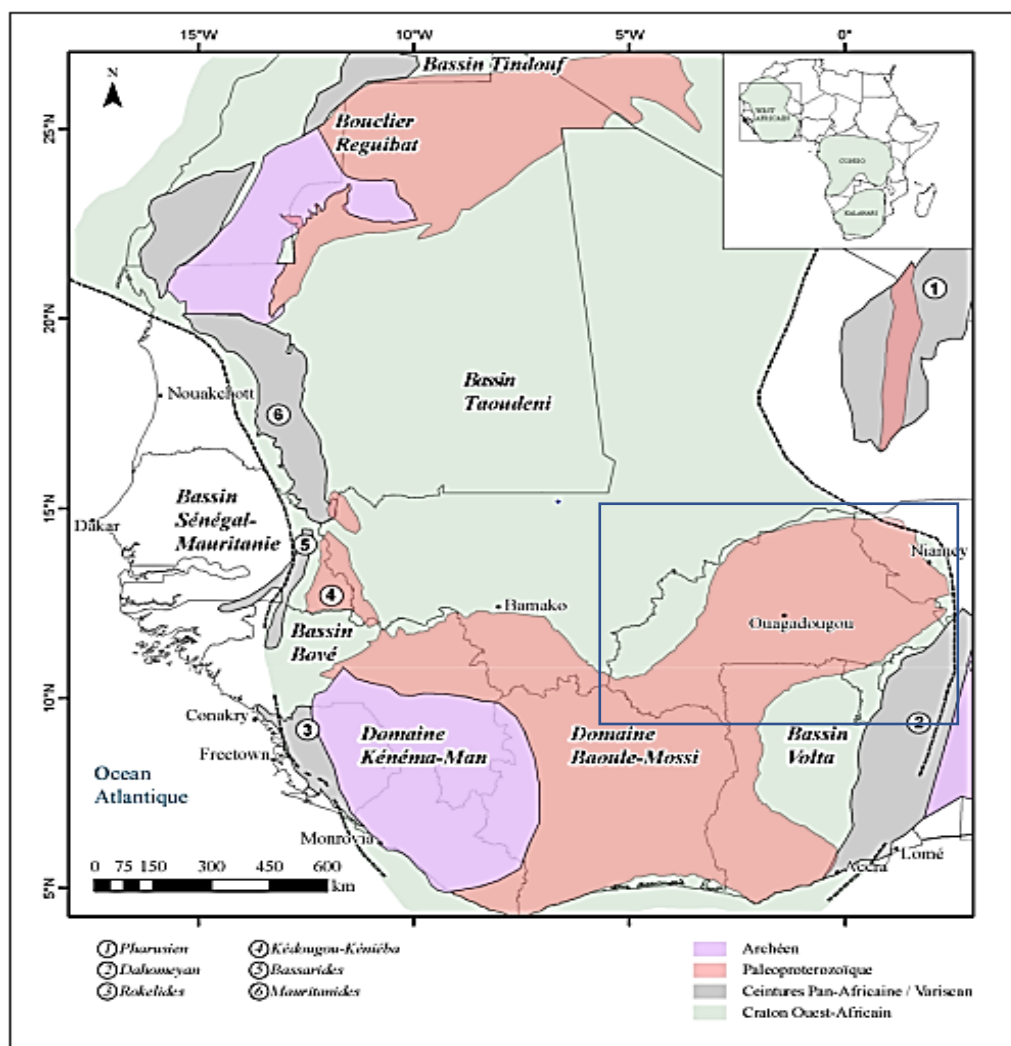 15°W
10°W
5°W
0°
N
25°N
20°N
15°N
10°N
5°N
Bassin Tindouf
Bouclier
Reguibat
WEST
AFRICAIN
CONGO
KALAHARI
1
Nouakchott
6
Bassin
Taoudeni
Bassin
Sénégal-
Mauritanie
Dakar
5
4
Bamako
Niamey
Ouagadougou
Bassin
Bové
Conakry
3
Freetown
Domaine
Kénéma-Man
Domaine
Baoule-Mossi
Bassin
Volta
2
Ocean
Atlantique
Monrovia
Accra
Lomé
0 75 150 300 450 600
km
1 Pharusien
2 Dahomeyan
3 Rokelides
4 Kédougou-Kéniéba
5 Bassarides
6 Mauritanides
Archéen
Paleoproterozoïque
Ceintures Pan-Africaine / Variscan
Craton Ouest-Africain